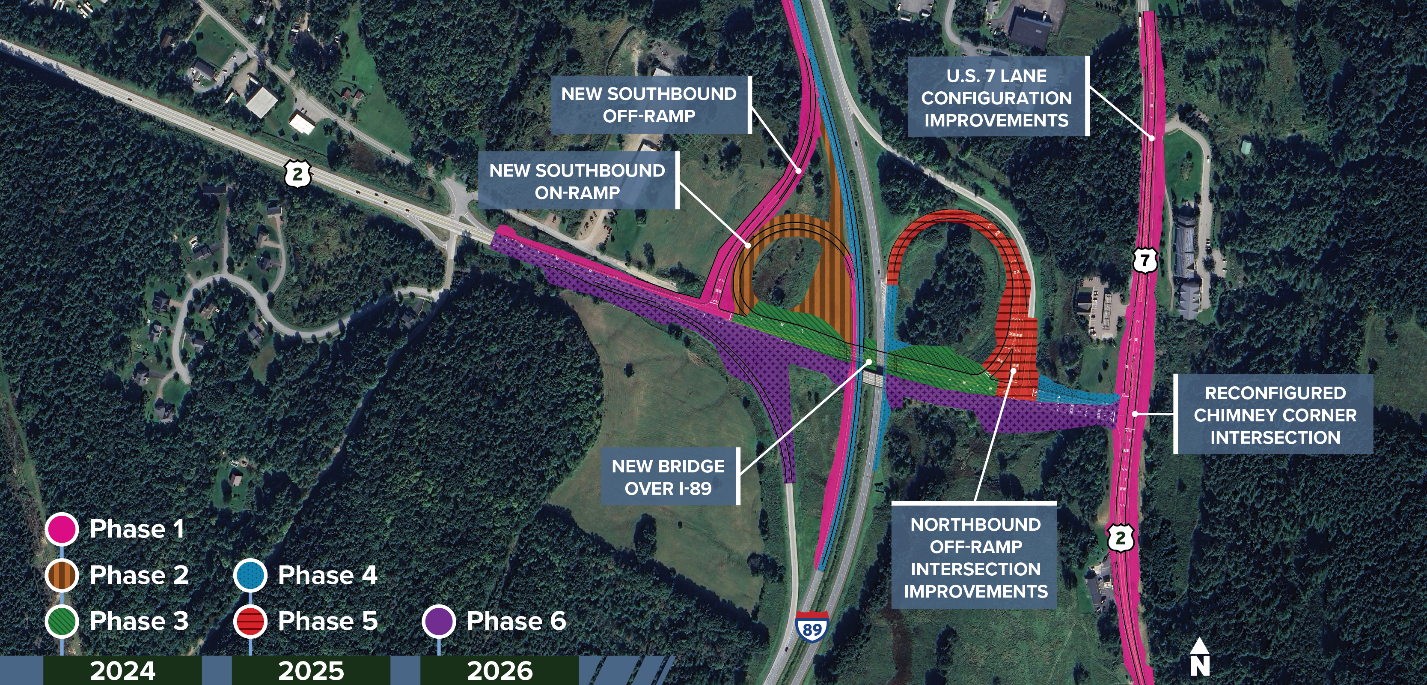 NEW SOUTHBOUND
OFF-RAMP
U.S. 7 LANE
CONFIGURATION
IMPROVEMENTS
NEW SOUTHBOUND
ON-RAMP
2
7
RECONFIGURED
CHIMNEY CORNER
INTERSECTION
NEW BRIDGE
OVER I-89
NORTHBOUND
OFF-RAMP
INTERSECTION
IMPROVEMENTS
2
89
N
Phase 1
Phase 2
Phase 3
Phase 4
Phase 5
Phase 6
2024
2025
2026